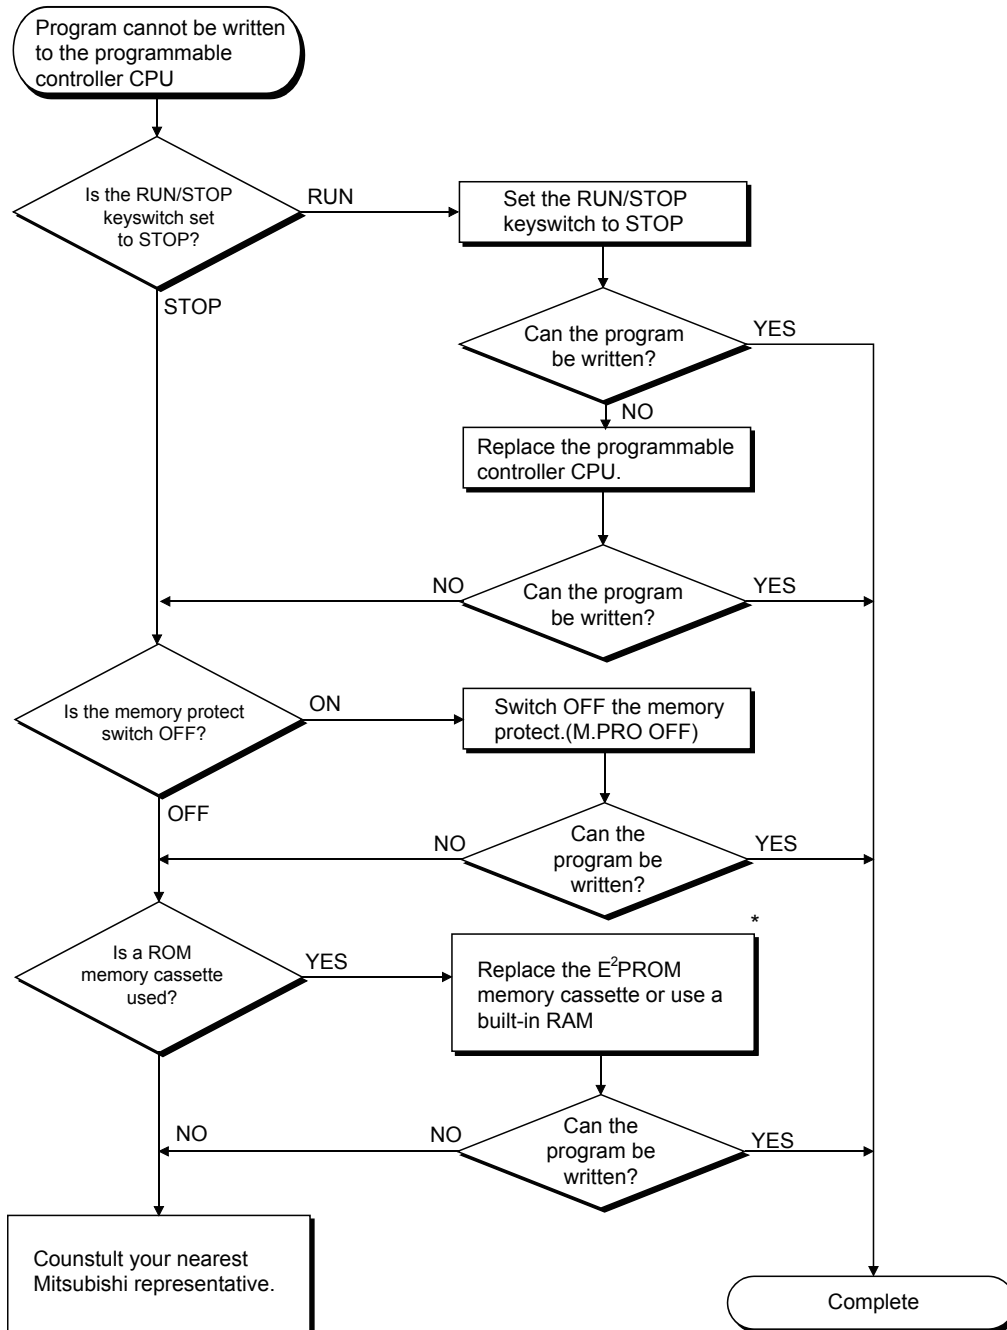 Program cannot be written
to the programmable
controller CPU
Is the RUN/STOP
keyswitch set
to STOP?
RUN
Set the RUN/STOP
keyswitch to STOP
STOP
Can the program
be written?
YES
NO
Replace the programmable
controller CPU.
NO
Can the program
be written?
YES
Is the memory protect
switch OFF?
ON
Switch OFF the memory
protect.(M.PRO OFF)
OFF
NO
Can the
program be
written?
YES
*
Is a ROM
memory cassette
used?
YES
Replace the E²PROM
memory cassette or use a
built-in RAM
NO
NO
Can the
program be
written?
YES
Counstult your nearest
Mitsubishi representative.
Complete